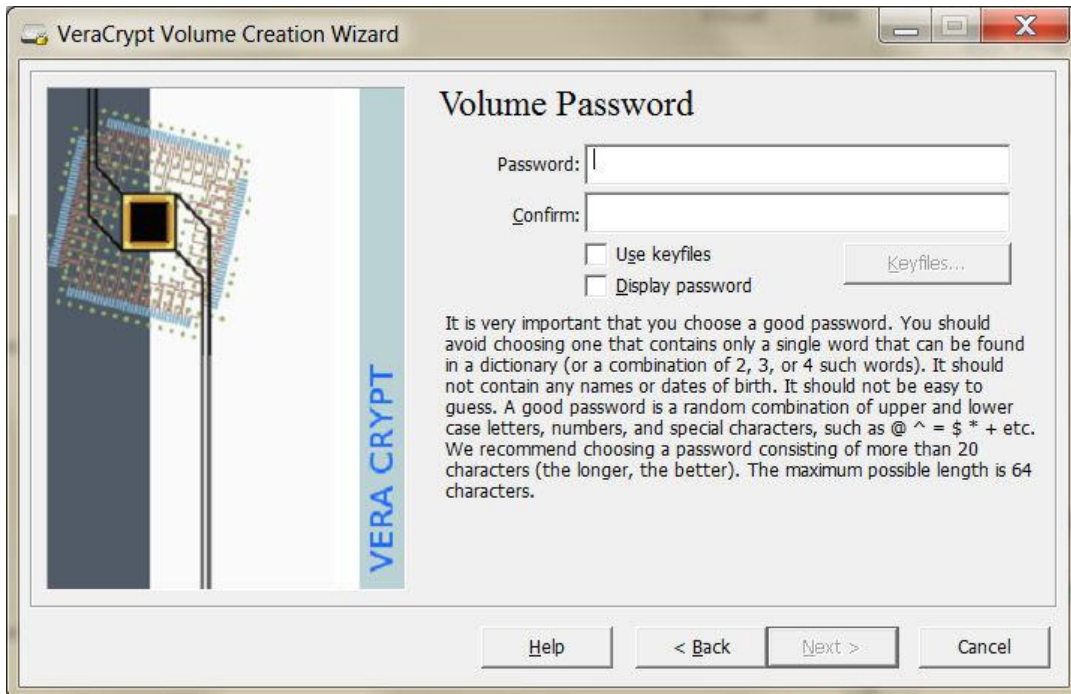 VeraCrypt Volume Creation Wizard
Volume Password
Password:
Confirm:
Use keyfiles
Keyfiles...
Display password
It is very important that you choose a good password. You should
avoid choosing one that contains only a single word that can be found
in a dictionary (or a combination of 2, 3, or 4 such words). It should
not contain any names or dates of birth. It should not be easy to
guess. A good password is a random combination of upper and lower
case letters, numbers, and special characters, such as @ ^ = $ * + etc.
We recommend choosing a password consisting of more than 20
characters (the longer, the better). The maximum possible length is 64
characters.
VERA CRYPT
Help
< Back
Next >
Cancel